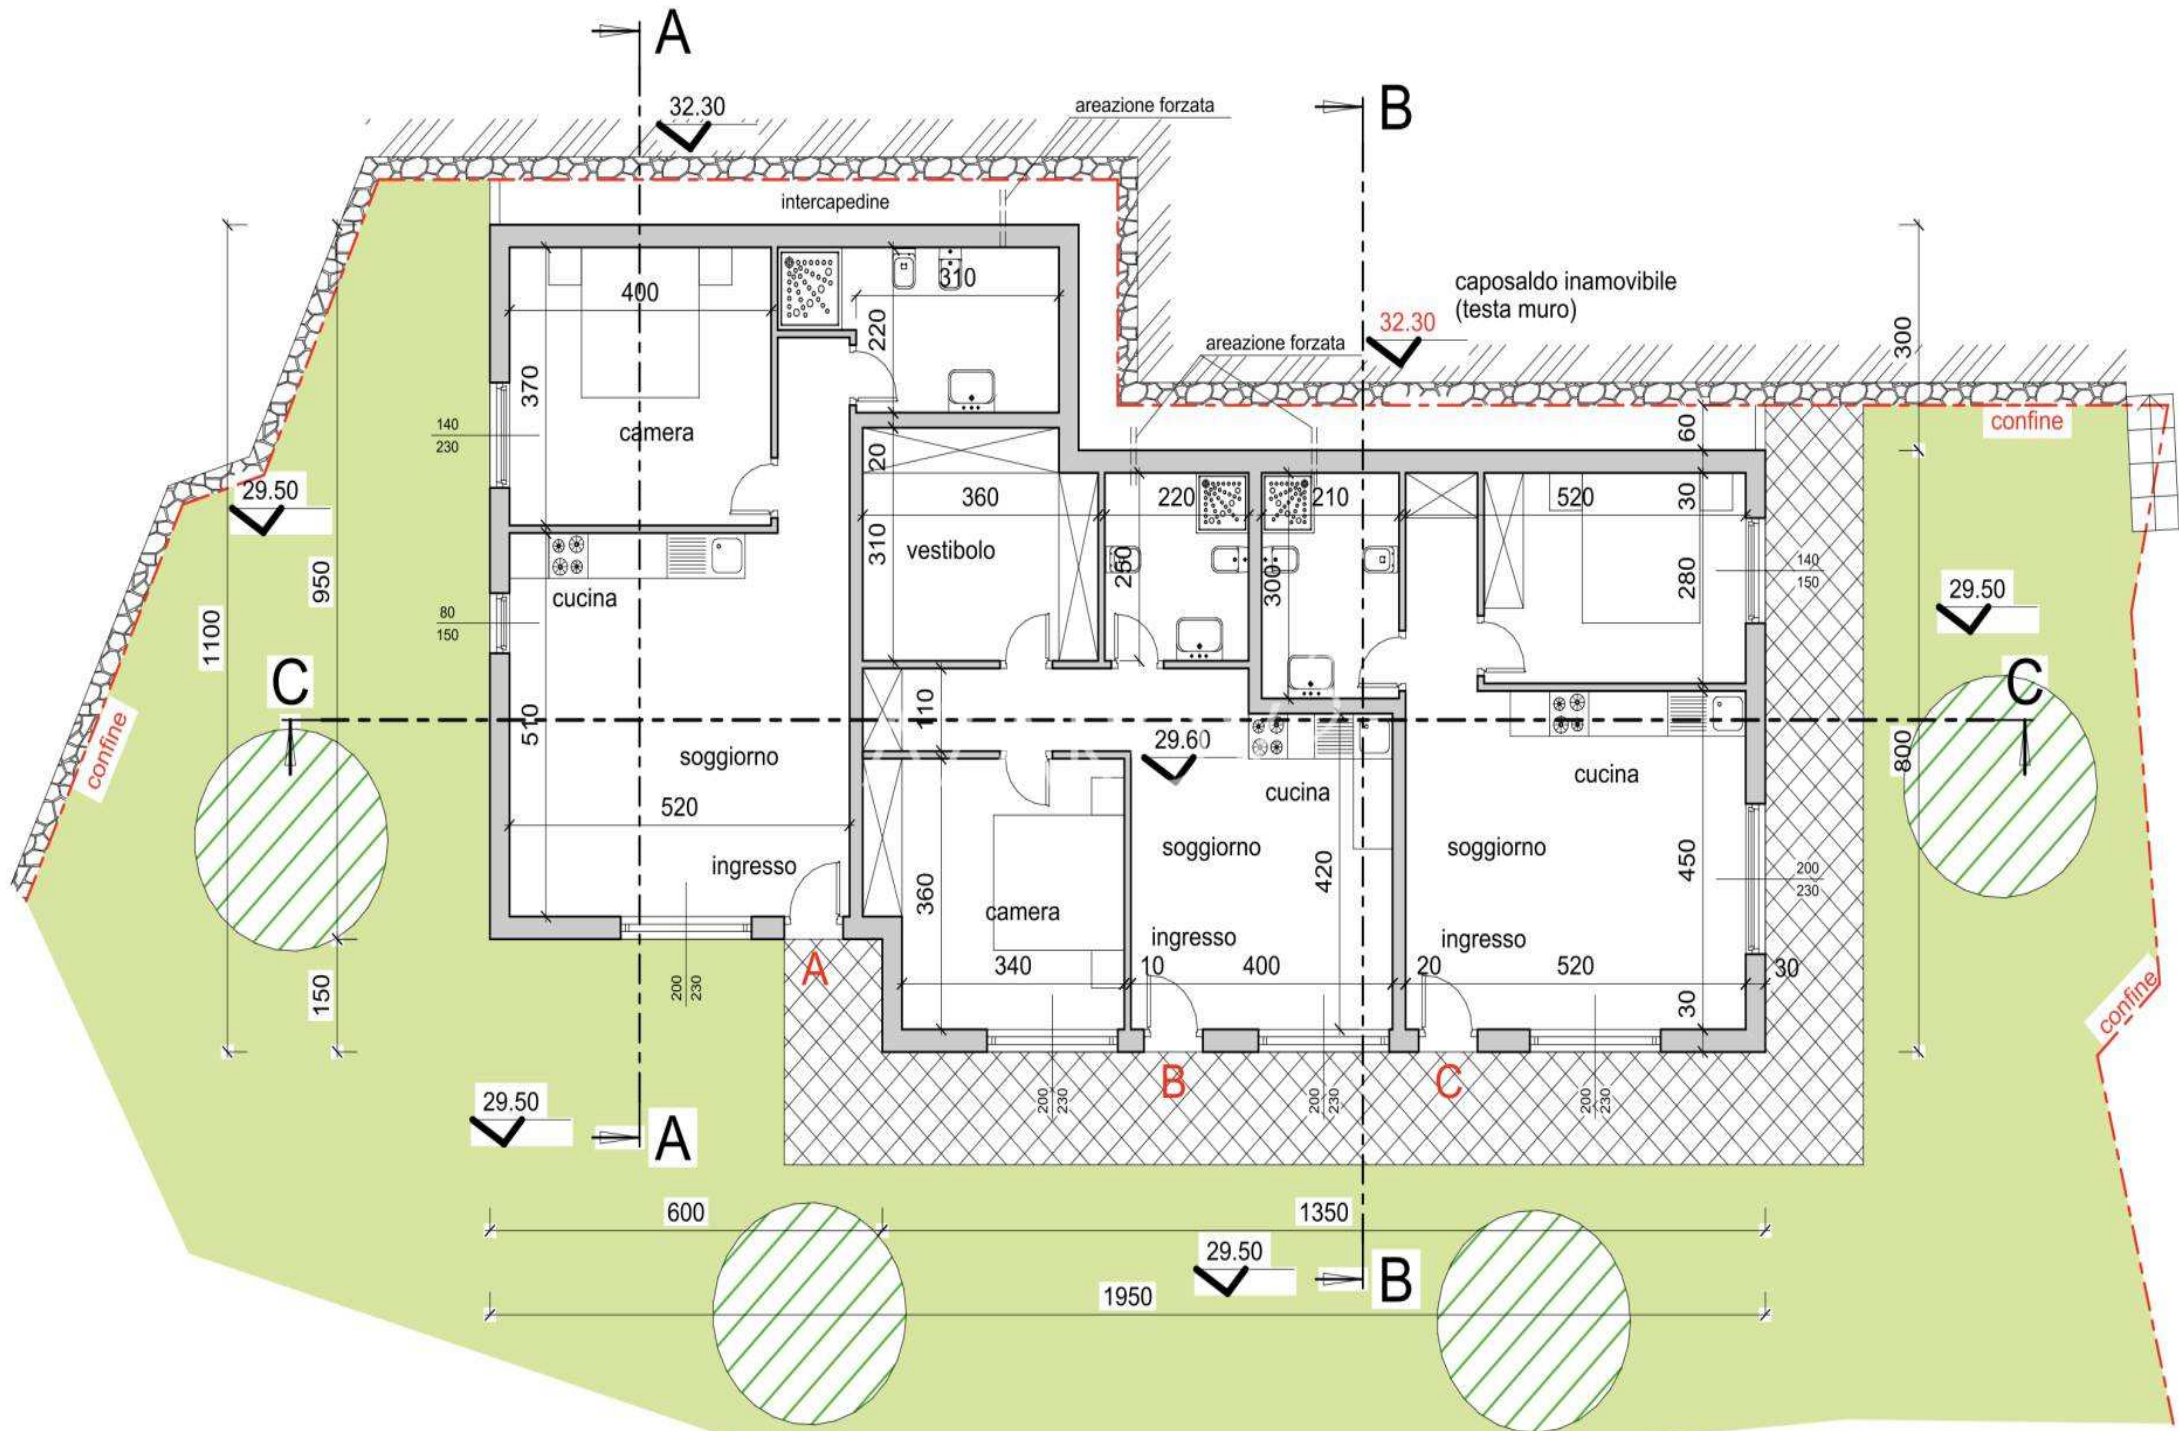 A
32.30
areazione forzata
B
intercapedine
310
400
220
caposaldo inamovibile
(testa muro)
32.30
areazione forzata
300
370
140
230
camera
60
confine
20
29.50
360
220
210
520
30
310
vestibolo
250
300
280
140
150
950
1100
80
150
cucina
29.50
C
C
510
110
confine
soggiorno
29.60
800
cucina
cucina
520
soggiorno
soggiorno
420
450
ingresso
200
230
360
camera
ingresso
ingresso
A
340
10
400
20
520
30
150
200
230
30
confine
B
C
29.50
200
230
200
230
200
230
A
600
1350
29.50
B
1950